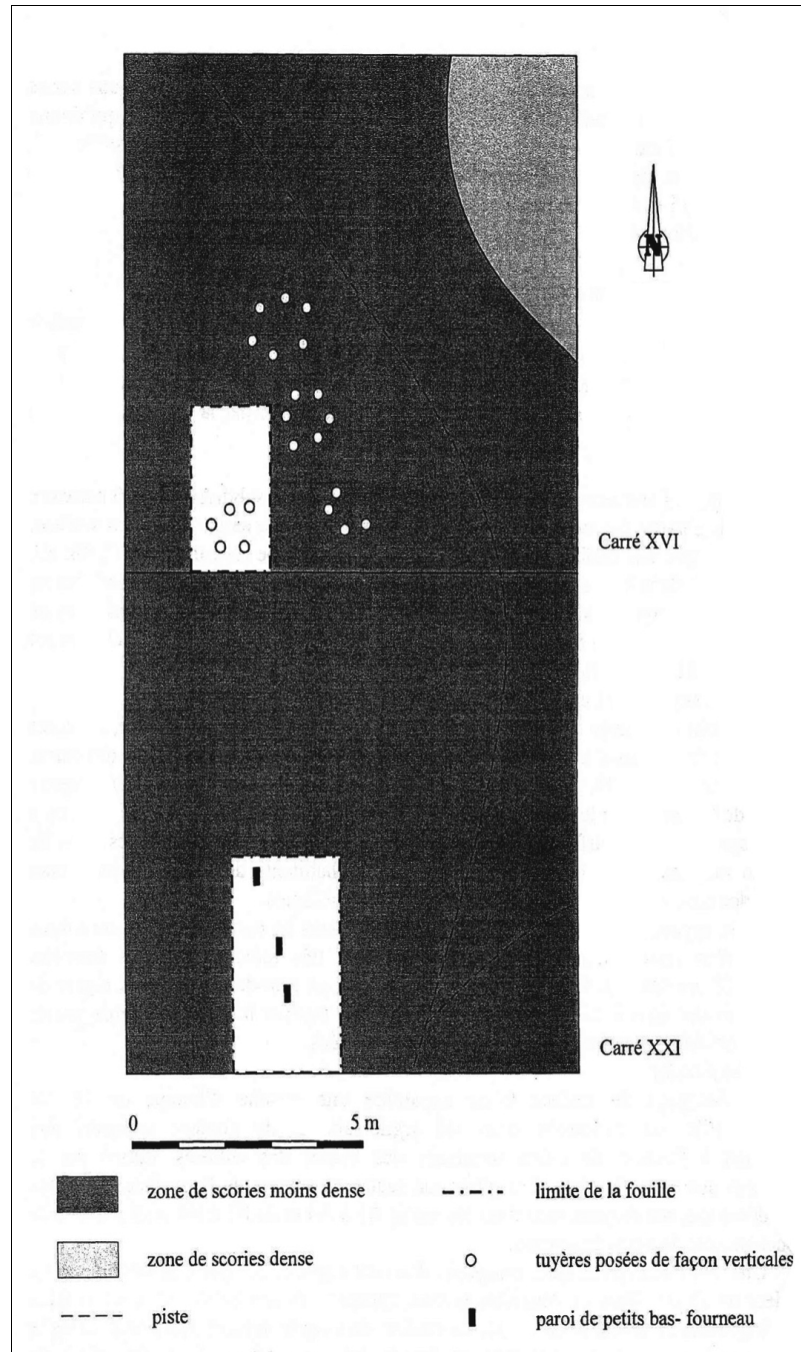 N
Carré XVI
Carré XXI
0 5 m
zone de scories moins dense
limite de la fouille
zone de scories dense
tuyères posées de façon verticales
piste
paroi de petits bas- fourneau